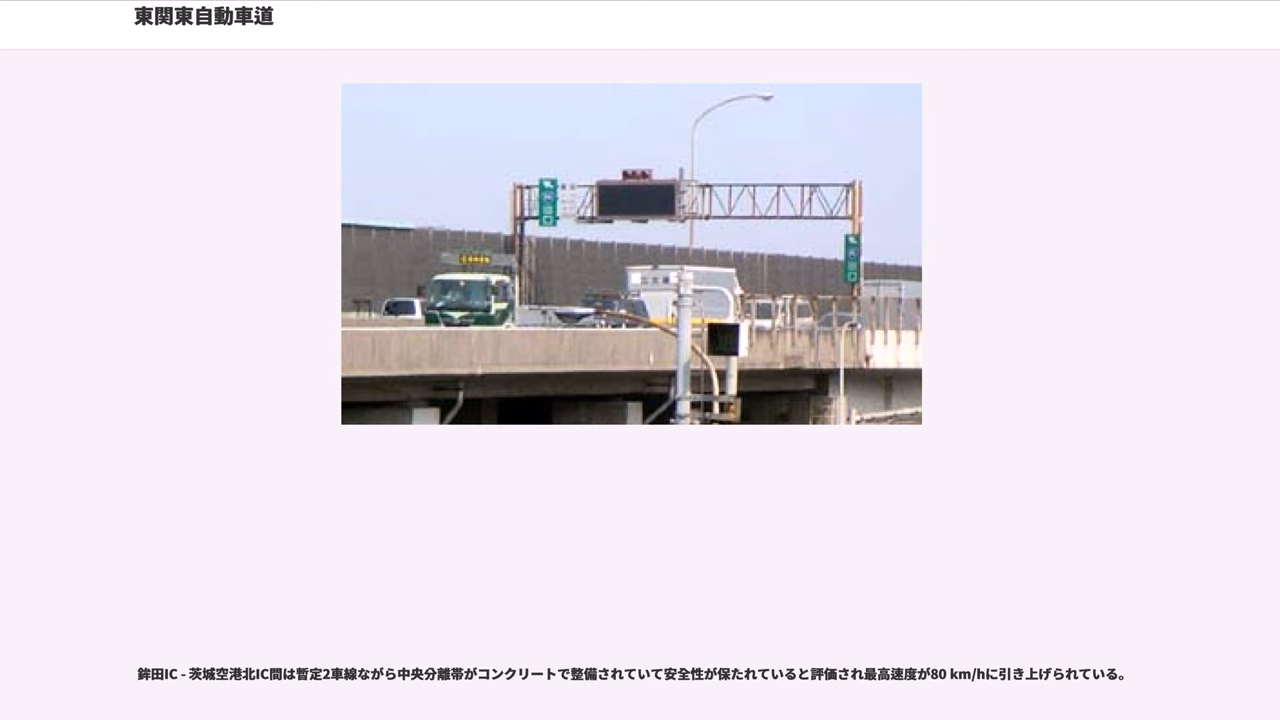 東関東自動車道
鉾田IC - 茨城空港北IC間は暫定2車線ながら中央分離帯がコンクリートで整備されていて安全性が保たれていると評価され最高速度が80 km/hに引き上げられている。